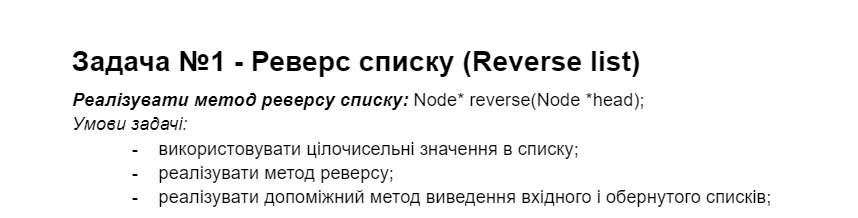 Задача №1 - Реверс списку (Reverse list)
Реалізувати метод реверсу списку: Node* reverse(Node *head);
Умови задачі:
- використовувати цілочисельні значення в списку;
- реалізувати метод реверсу;
- реалізувати допоміжний метод виведення вхідного і обернутого списків;